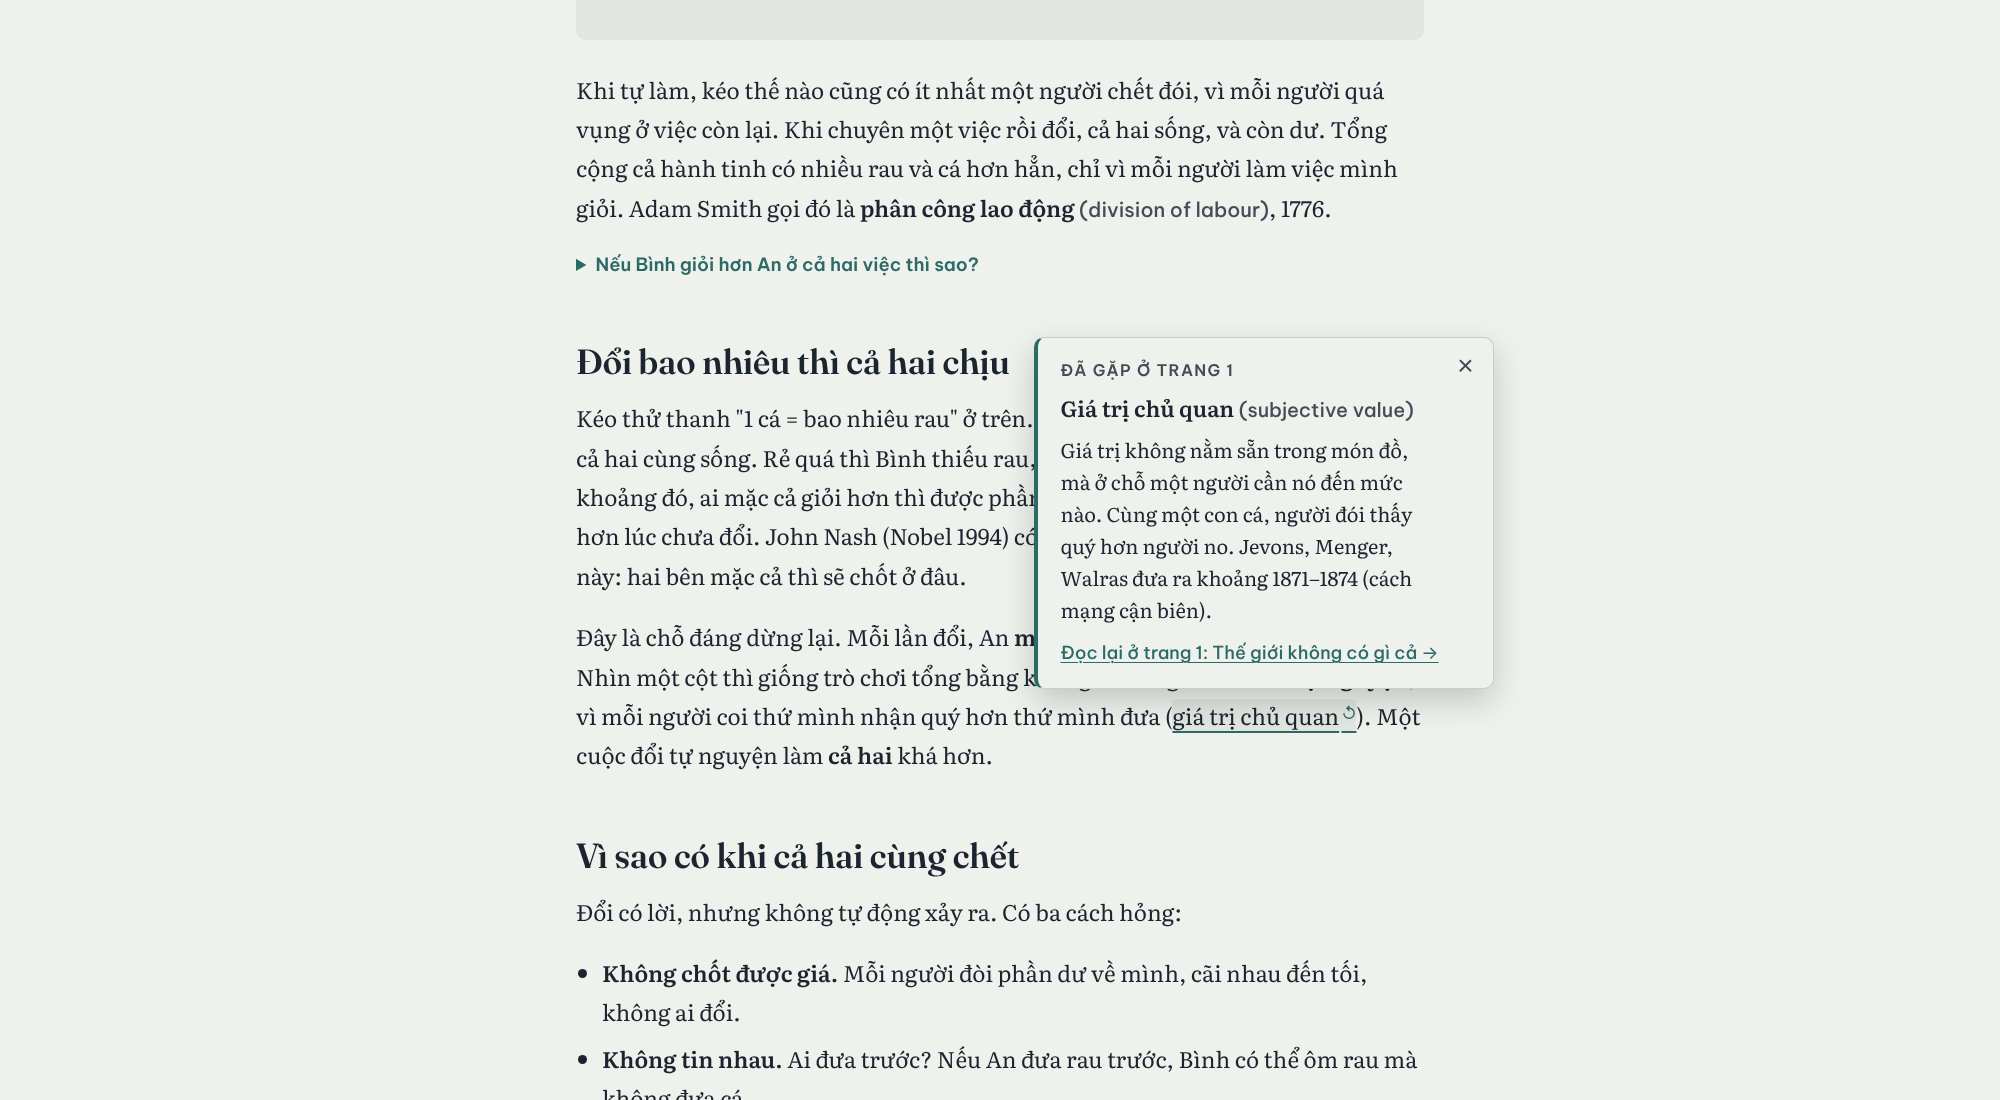 Khi tự làm, kéo thế nào cũng có ít nhất một người chết đói, vì mỗi người quá
vụng ở việc còn lại. Khi chuyên một việc rồi đổi, cả hai sống, và còn dư. Tổng
cộng cả hành tinh có nhiều rau và cá hơn hẳn, chỉ vì mỗi người làm việc mình
giỏi. Adam Smith gọi đó là phân công lao động (division of labour), 1776.
▶ Nếu Bình giỏi hơn An ở cả hai việc thì sao?
Đổi bao nhiêu thì cả hai chịu
Kéo thử thanh "1 cá = bao nhiêu rau" ở trên.
cả hai cùng sống. Rẻ quá thì Bình thiếu rau,
khoảng đó, ai mặc cả giỏi hơn thì được phần
hơn lúc chưa đổi. John Nash (Nobel 1994) có
này: hai bên mặc cả thì sẽ chốt ở đâu.
Đây là chỗ đáng dừng lại. Mỗi lần đổi, An
Nhìn một cột thì giống trò chơi tổng bằng
vì mỗi người coi thứ mình nhận quý hơn thứ mình đưa (giá trị chủ quan ↺). Một
cuộc đổi tự nguyện làm cả hai khá hơn.
ĐÃ GẶP Ở TRANG 1
×
Giá trị chủ quan (subjective value)
Giá trị không nằm sẵn trong món đồ,
mà ở chỗ một người cần nó đến mức
nào. Cùng một con cá, người đói thấy
quý hơn người no. Jevons, Menger,
Walras đưa ra khoảng 1871–1874 (cách
mạng cận biên).
Đọc lại ở trang 1: Thế giới không có gì cả →
Vì sao có khi cả hai cùng chết
Đổi có lời, nhưng không tự động xảy ra. Có ba cách hỏng:
• Không chốt được giá. Mỗi người đòi phần dư về mình, cãi nhau đến tối,
không ai đổi.
• Không tin nhau. Ai đưa trước? Nếu An đưa rau trước, Bình có thể ôm rau mà
không đưa cá.